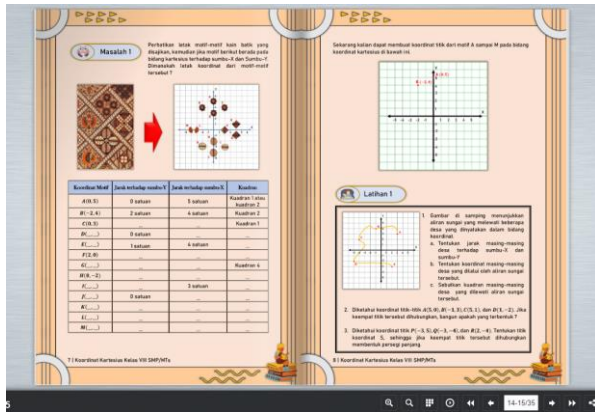 Masalah 1
Perhatikan letak motif-motif kain batik yang
disajikan, kemudian jika motif berikut berada pada
bidang kartesius terhadap sumbu-X dan Sumbu-Y.
Dimanakah letak koordinat dari motif-motif
tersebut ?
Koordinat Motif Jarak terhadap sumbu-Y Jarak terhadap sumbu-X Kuadran
A(0,5) 0 satuan 5 satuan Kuadran 1 atau
kuadran 2
B(-2,4) 2 satuan 4 satuan Kuadran 2
C(0,3) ... ... Kuadran 1
D(...,...) 0 satuan ... ...
E(...,...) 1 satuan 4 satuan ...
F(2,0) ... ... ...
G(...,...) ... ... Kuadran 4
H(0,-2) ... ... ...
I(...,...) ... 3 satuan ...
J(...,...) 0 satuan ... ...
K(...,...) ... ... ...
L(...,...) ... ... ...
M(...,...) ... ... ...
7 | Koordinat Kartesius Kelas VIII SMP/MTs
Sekarang kalian dapat membuat koordinat titik dari motif A sampai M pada bidang
koordinat kartesius di bawah ini.
Latihan 1
1. Gambar di samping menunjukkan
aliran sungai yang melewati beberapa
desa yang dinyatakan dalam bidang
koordinat.
a. Tentukan jarak masing-masing
desa terhadap sumbu-X dan
sumbu-Y
b. Tentukan koordinat masing-masing
desa yang dilalui oleh aliran sungai
tersebut.
c. Sebutkan kuadran masing-masing
desa yang dilewati aliran sungai
tersebut.
2. Diketahui koordinat titik-titik
Jika
keempat titik tersebut dihubungkan, bangun apakah yang terbentuk ?
3. Diketahui koordinat titik P(-3,5), Q(-3,-4), dan R(2,-4). Tentukan titik
koordinat S, sehingga jika keempat titik tersebut dihubungkan
membentuk persegi panjang.
8 | Koordinat Kartesius Kelas VIII SMP/MTs
14-15/35